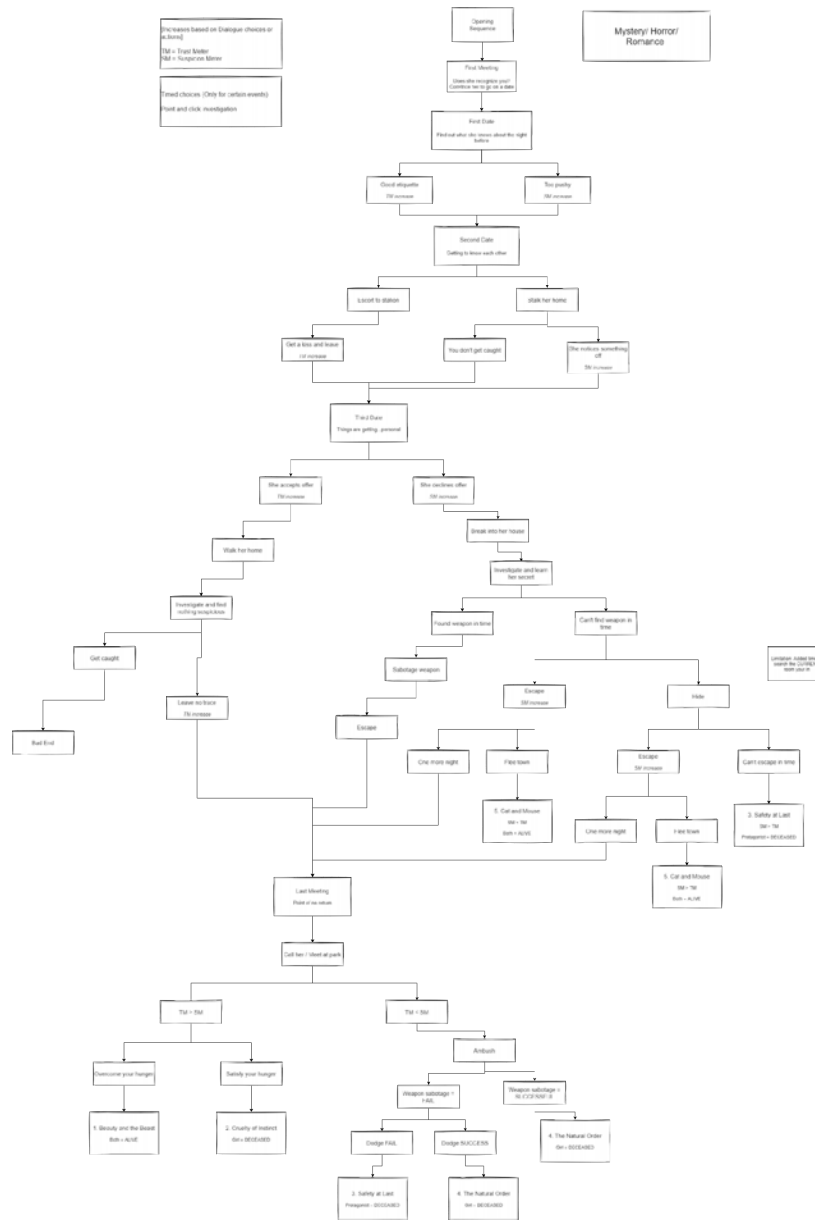 [Increases based on Dialogue choices or actions]
TM = Trust Meter
SM = Suspicion Meter
Timed choices (Only for certain events)
Point and click investigation
Opening
Sequence
Mystery/ Horror/
Romance
First Meeting
Does she recognize you?
Convince her to go on a date
First Date
Find out what she knows about the night before
Good etiquette
TM increase
Too pushy
SM increase
Second Date
Getting to know each other
Escort to station
Walk her home
Get a kiss and leave
TM increase
You don't get caught
She notices something
off
SM increase
Third Date
Things are getting.. personal
She accepts offer
TM increase
She declines offer
SM increase
Walk her home
Break into her house
Investigate and find
nothing suspicious
Investigate and learn
her secret
Get caught
Found weapon in time
Can't find weapon in
time
Leave no trace
TM increase
Sabotage weapon
Escape
SM increase
Hide
Bad End
Escape
One more night
Flee town
Escape
SM increase
Can't escape in time
5. Cat and Mouse
SM = TM
Both = ALIVE
One more night
Flee town
3. Safety at Last
SM = TM
Protagonist = DECEASED
5. Cat and Mouse
SM = TM
Both = ALIVE
Last Meeting
Point of no return
Call her / Meet at park
Ambush
Overcome your hunger
Satisfy your hunger
Weapon sabotage =
FAIL
Weapon sabotage =
SUCCESSFUL
1. Beauty and the Beast
Both = ALIVE
2. Cruelty of Instinct
Girl = DECEASED
Dodge FAIL
Dodge SUCCESS
4. The Natural Order
Girl = DECEASED
3. Safety at Last
Protagonist = DECEASED
4. The Natural Order
Girl = DECEASED